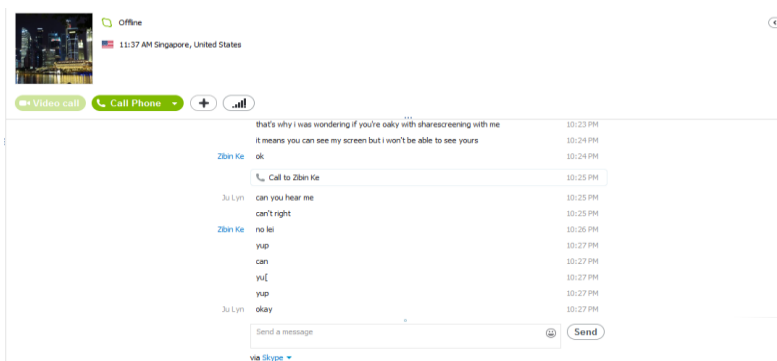 Offline
11:37 AM Singapore, United States
Video call
Call Phone
that's why i was wondering if you're oaky with sharescreening with me 10:23 PM
it means you can see my screen but i won't be able to see yours 10:24 PM
Zibin Ke ok 10:24 PM
Call to Zibin Ke 10:25 PM
Ju Lyn can you hear me 10:25 PM
can't right 10:25 PM
Zibin Ke no lei 10:26 PM
yup 10:27 PM
can 10:27 PM
yu[ 10:27 PM
yup 10:27 PM
Ju Lyn okay 10:27 PM
Send a message Send
via Skype